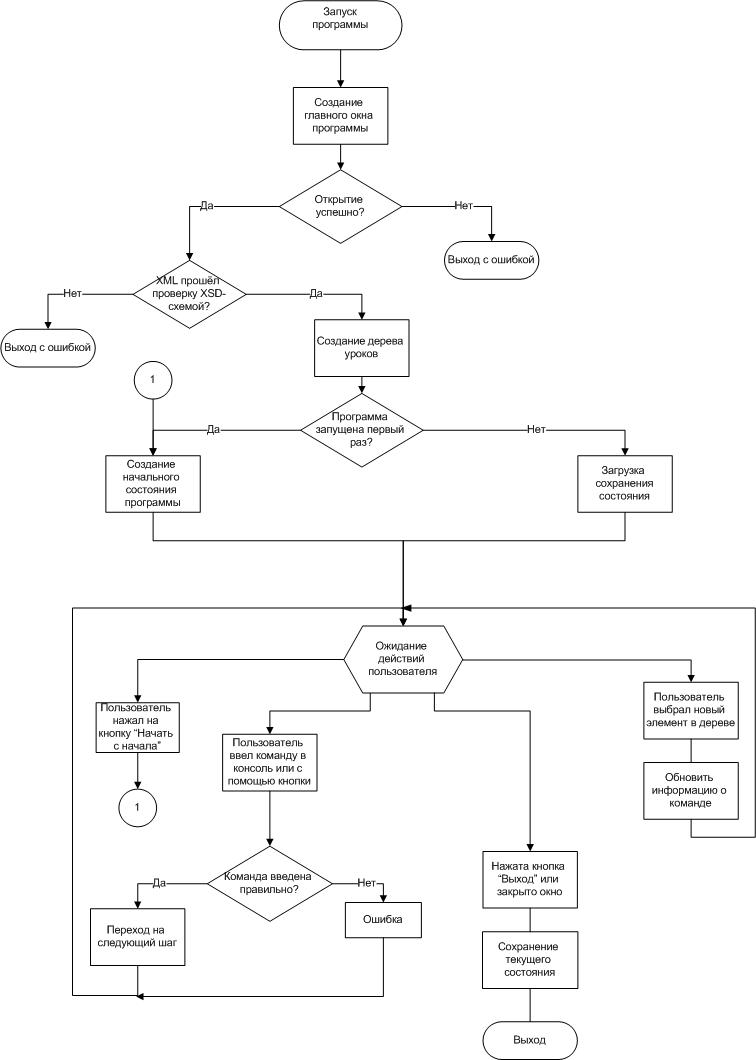 Запуск
программы
Создание
главного окна
программы
Открытие
успешно?
Да
Нет
Выход с ошибкой
XML прошёл
проверку XSD-
схемой?
Нет
Да
Выход с ошибкой
Создание дерева
уроков
1
Программа
запущена первый
раз?
Да
Нет
Создание
начального
состояния
программы
Загрузка
сохранения
состояния
Ожидание
действий
пользователя
Пользователь
нажал на
кнопку “Начать
с начала”
1
Пользователь
ввел команду в
консоль или с
помощью кнопки
Пользователь
выбрал новый
элемент в дереве
Обновить
информацию о
команде
Команда введена
правильно?
Да
Нет
Нажата кнопка
“Выход” или
закрыто окно
Переход на
следующий шаг
Ошибка
Сохранение
текущего
состояния
Выход